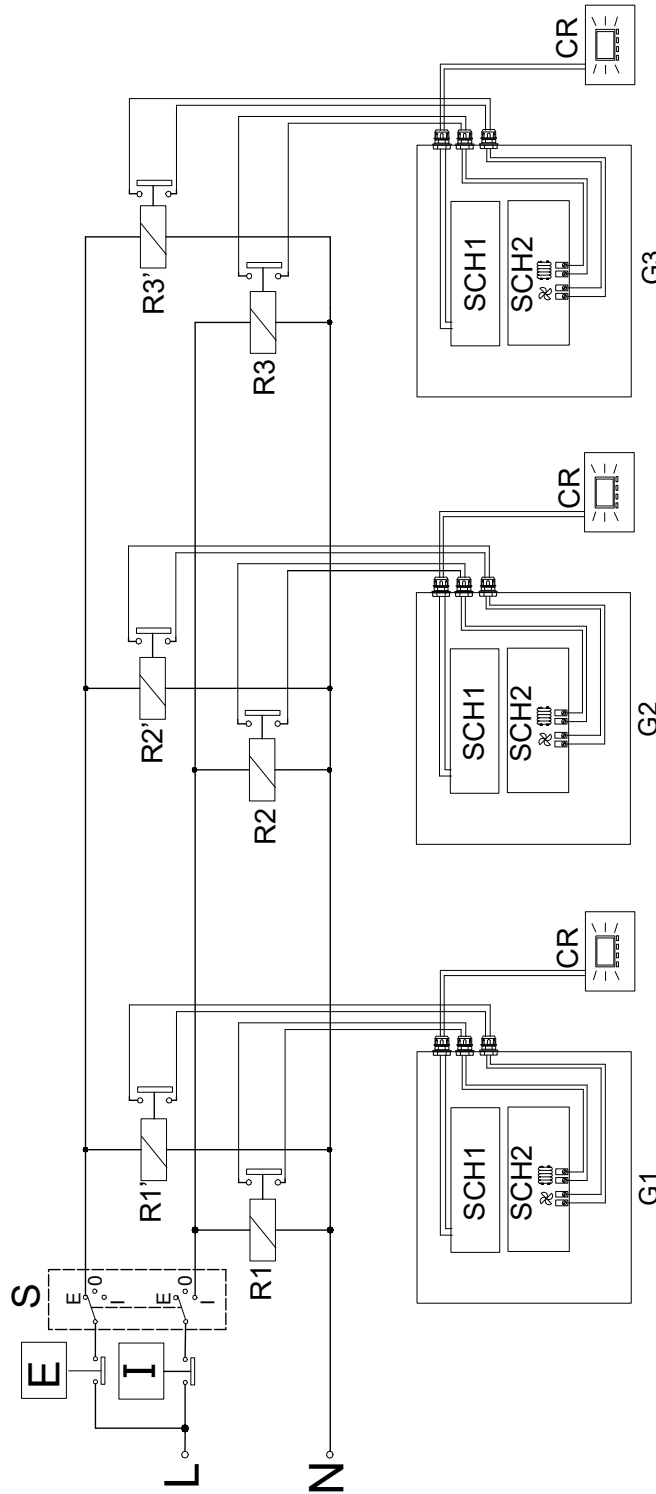 S
E
I
L
N
E
0
I
E
0
I
R1'
R1
R2'
R2
R3'
R3
SCH1
SCH2
G1
CR
SCH1
SCH2
G2
CR
SCH1
SCH2
G3
CR